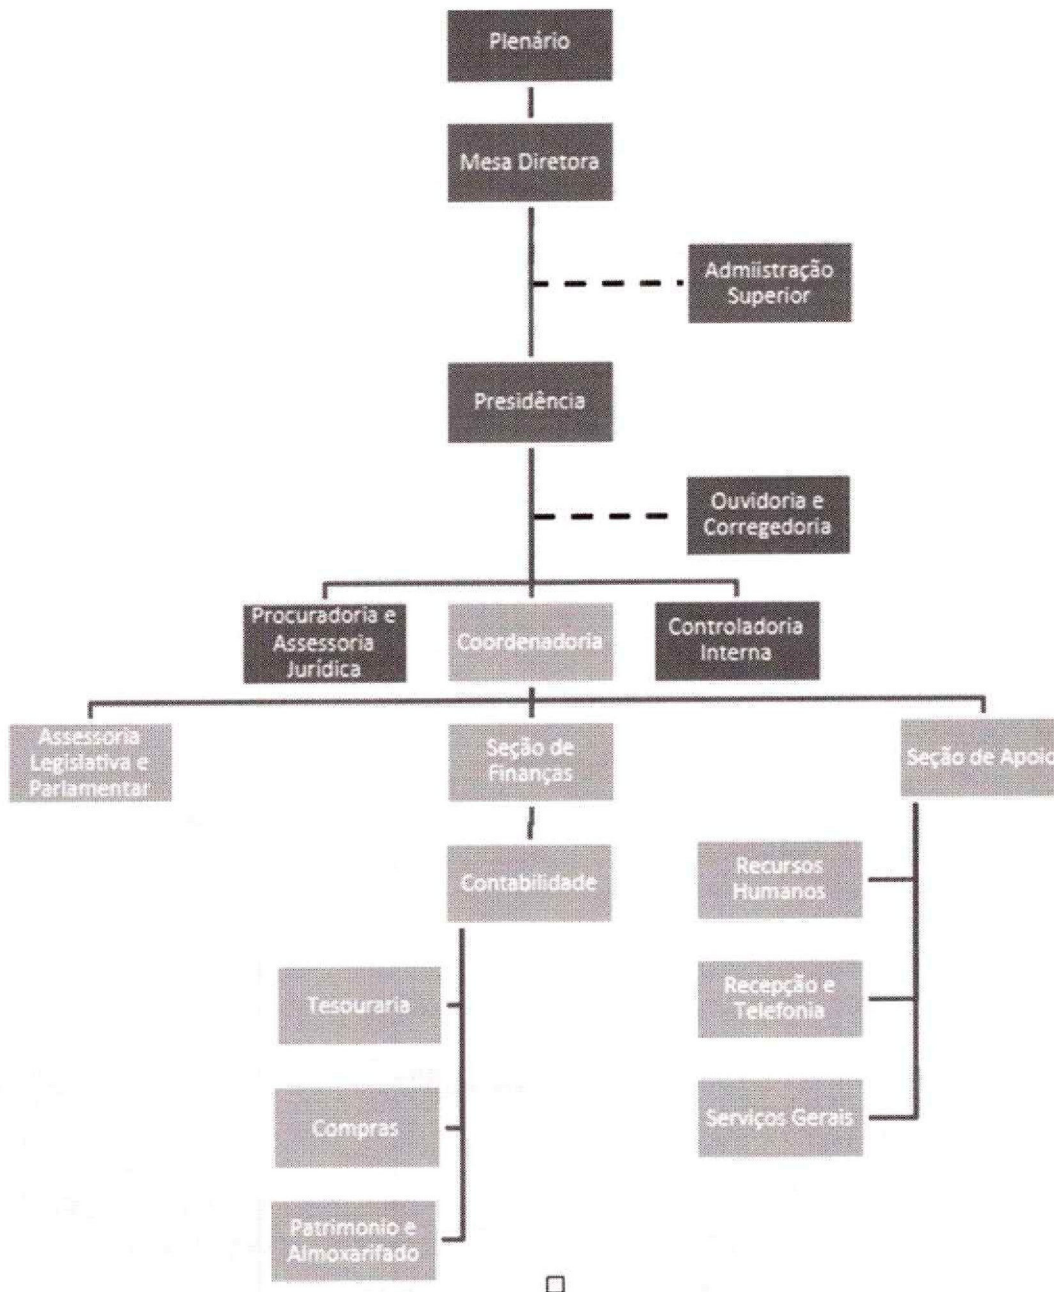 Plenário
Mesa Diretora
Admiistração
Superior
Presidência
Ouvidoria e
Corregedoria
Procuradoria e
Assessoria
Jurídica
Coordenadoria
Controladoria
Interna
Assessoria
Legislativa e
Parlamentar
Seção de
Finanças
Seção de Apoio
Contabilidade
Recursos
Humanos
Tesouraria
Recepção e
Telefonia
Compras
Serviços Gerais
Patrimonio e
Almoxarifado